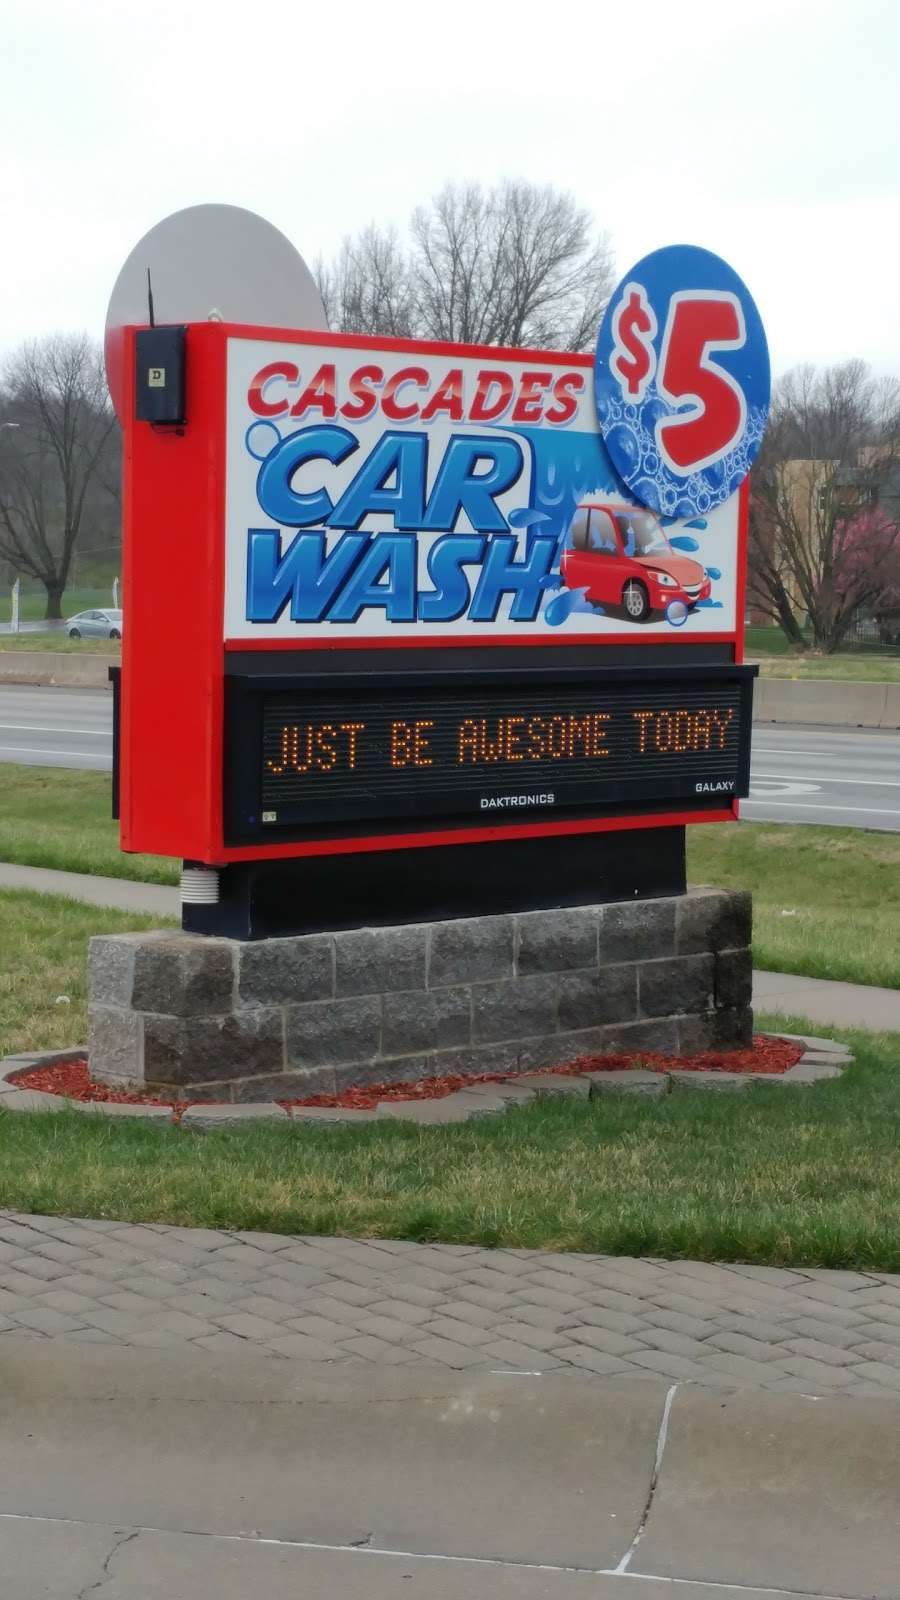 $5
CASCADES
CAR
WASH
JUST BE AWESOME TODAY
DAKTRONICS
GALAXY
D